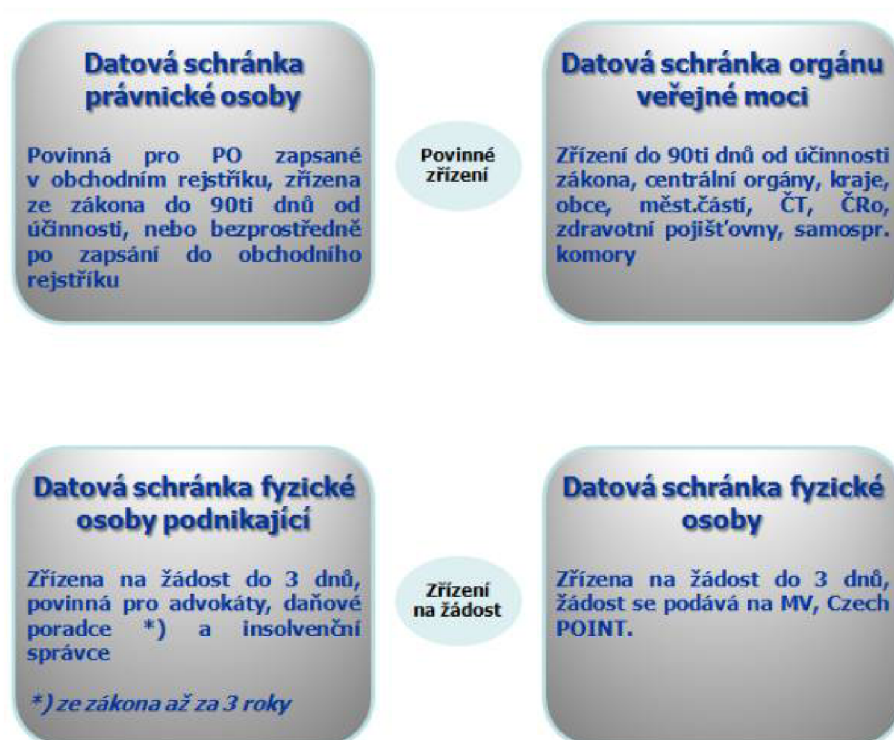 Datová schránka
právnické osoby
Povinná pro PO zapsané
v obchodním rejstříku, zřízena
ze zákona do 90ti dnů od
účinnosti, nebo bezprostředně
po zapsání do obchodního
rejstříku
Povinné
zřízení
Datová schránka orgánu
veřejné moci
Zřízení do 90ti dnů od účinnosti
zákona, centrální orgány, kraje,
obce, měst.částí, ČT, ČRo,
zdravotní pojišťovny, samospr.
komory
Datová schránka fyzické
osoby podnikající
Zřízena na žádost do 3 dnů,
povinná pro advokáty, daňové
poradce *) a insolvenční
správce
*) ze zákona až za 3 roky
Zřízení
na žádost
Datová schránka fyzické
osoby
Zřízena na žádost do 3 dnů,
žádost se podává na MV, Czech
POINT.